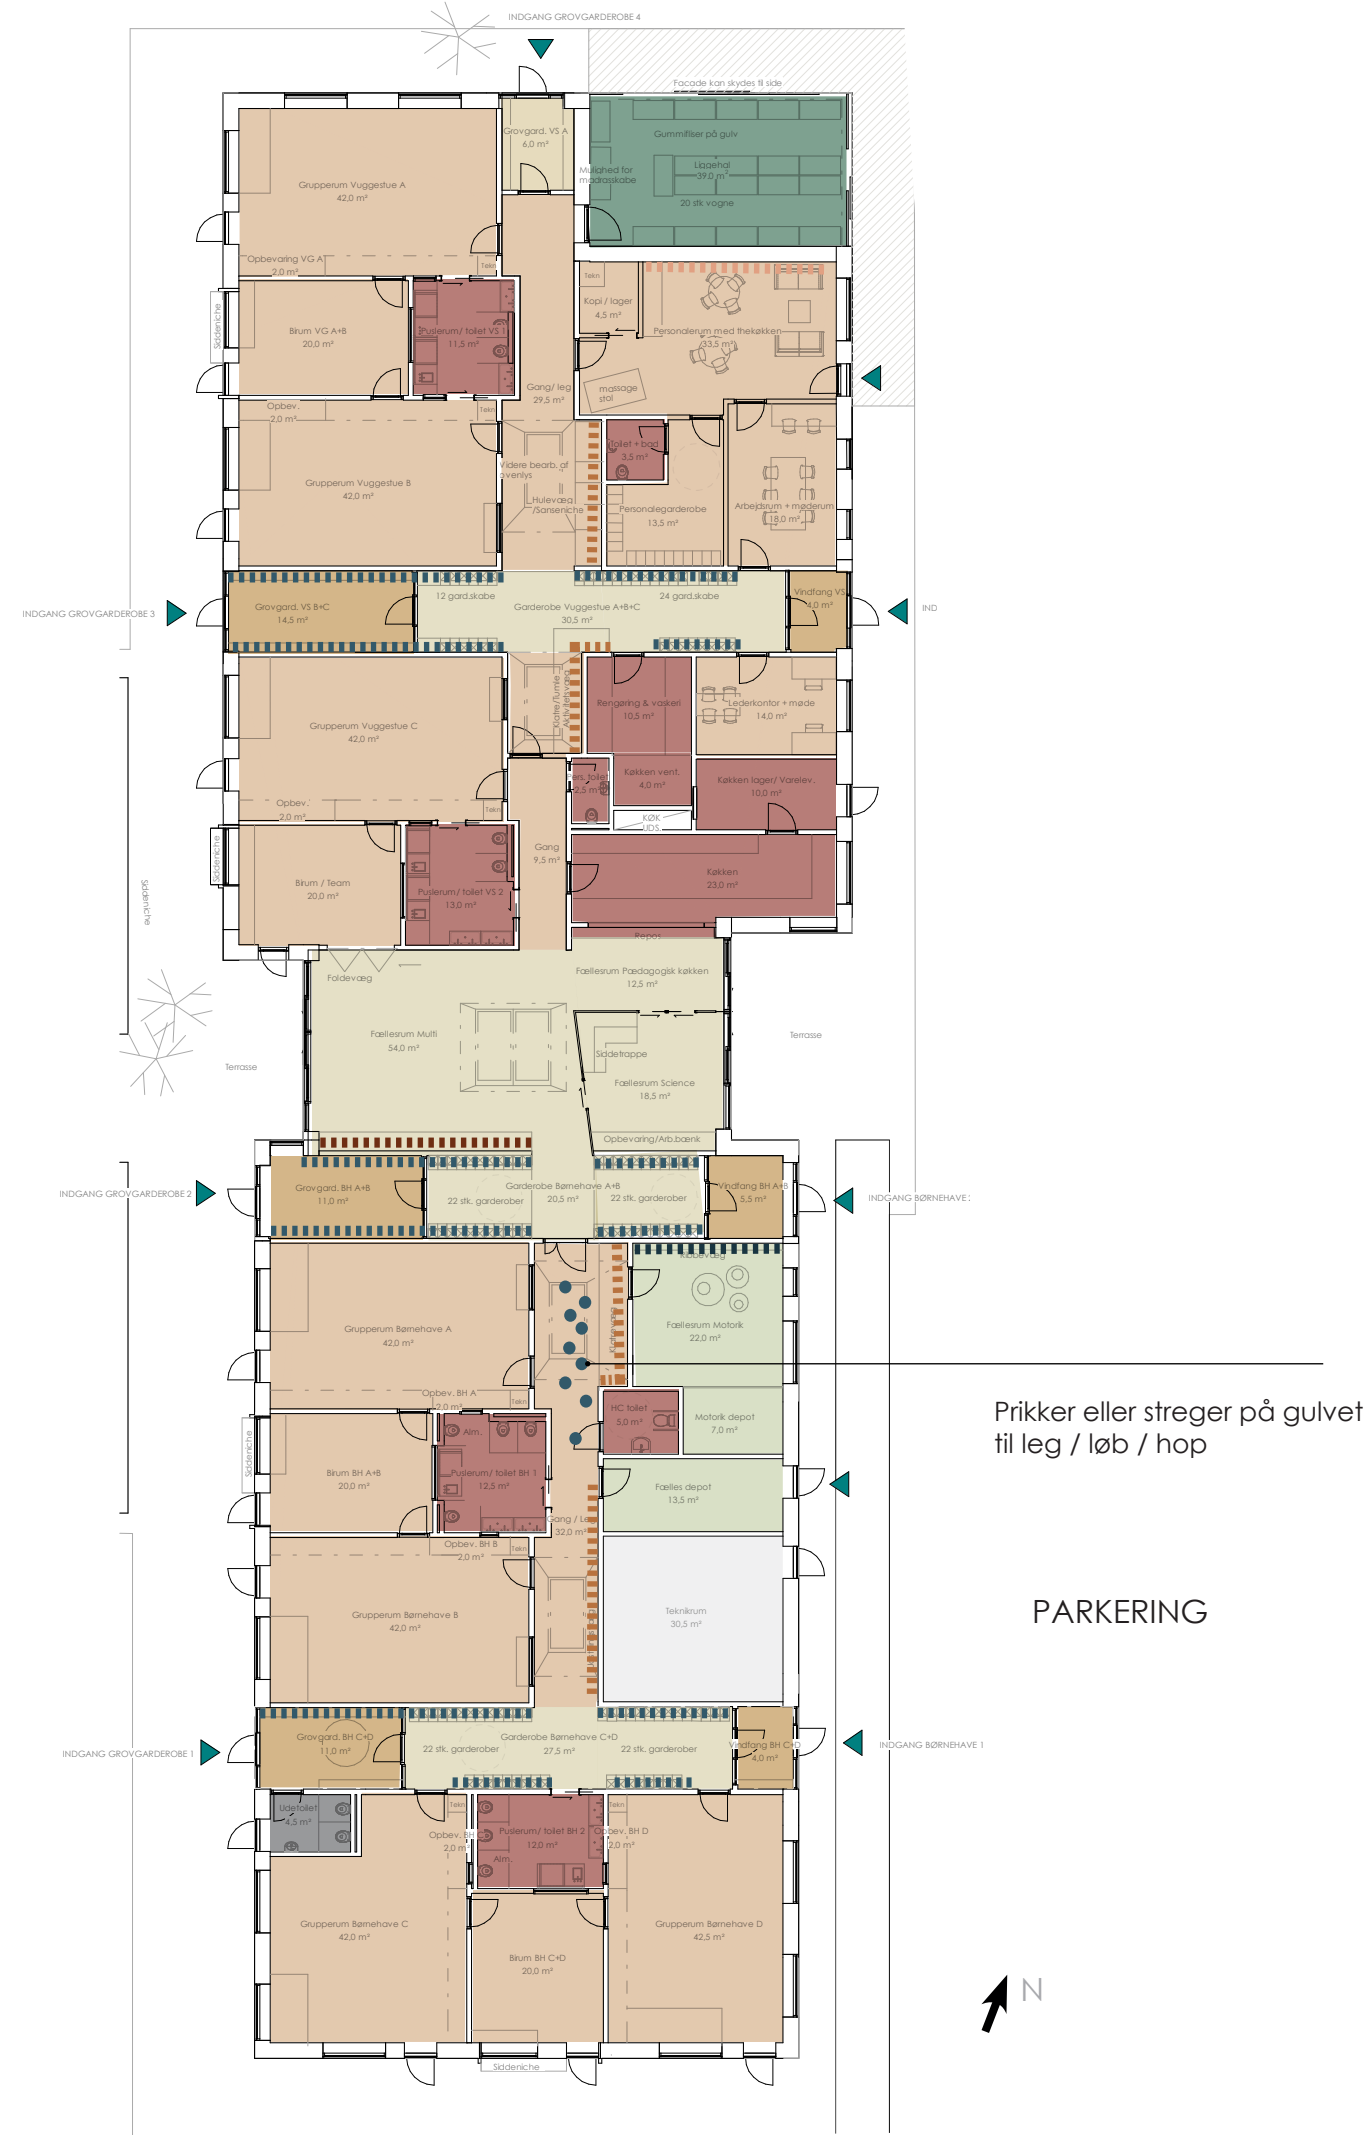 INDGANG GROVGARDEROBE 4
Facade kan skydes til side
Grovgard. VS A
6,0 m²
Gummifliser på gulv
Liggehal
39,0 m²
Mulighed for
madrasskabe
20 stk vogne
Grupperum Vuggestue A
42,0 m²
Opbevaring VG A
2,0 m²
Tekn
Tekn
Kopi / lager
4,5 m²
Personalerum med thekøkken
33,5 m²
Siddeniche
Birum VG A+B
20,0 m²
Puslerum/ toilet VS 1
11,5 m²
Gang/ leg
29,5 m²
massage
stol
Opbev.
2,0 m²
Tekn
Toilet + bad
3,5 m²
Videre bearb. af
ovenlys
Grupperum Vuggestue B
42,0 m²
Hulevæg
/Sanseniche
Personalegarderobe
13,5 m²
Arbejdsrum + møderum
18,0 m²
INDGANG GROVGARDEROBE 3
Grovgard. VS B+C
14,5 m²
12 gard.skabe
Garderobe Vuggestue A+B+C
30,5 m²
24 gard.skabe
Vindfang VS
4,0 m²
IND
Grupperum Vuggestue C
42,0 m²
Klatre/Tumle
Aktivitetsvæg
Rengøring & vaskeri
10,5 m²
Lederkontor + møde
14,0 m²
Køkken vent.
4,0 m²
Køkken lager/ Varelev.
10,0 m²
Pers. toilet
2,5 m²
Opbev.
2,0 m²
Tekn
KØK
UDS.
Siddeniche
Siddeniche
Birum / Team
20,0 m²
Puslerum/ toilet VS 2
13,0 m²
Gang
9,5 m²
Køkken
23,0 m²
Repos
Foldevæg
Fællesrum Pædagogisk køkken
12,5 m²
Fællesrum Multi
54,0 m²
Siddetrappe
Terrasse
Terrasse
Fællesrum Science
18,5 m²
Opbevaring/Arb.bænk
INDGANG GROVGARDEROBE 2
Grovgard. BH A+B
11,0 m²
22 stk. garderober
Garderobe Børnehave A+B
20,5 m²
22 stk. garderober
Vindfang BH A+B
5,5 m²
INDGANG BØRNEHAVE 2
Klatrevæg
Grupperum Børnehave A
42,0 m²
Fællesrum Motorik
22,0 m²
Opbev. BH A
2,0 m²
Tekn
HC toilet
5,0 m²
Motorik depot
7,0 m²
Prikker eller streger på gulvet
til leg / løb / hop
Siddeniche
Birum BH A+B
20,0 m²
Alm.
Puslerum/ toilet BH 1
12,5 m²
Fælles depot
13,5 m²
Gang / Leg
32,0 m²
Opbev. BH B
2,0 m²
Tekn
Grupperum Børnehave B
42,0 m²
Teknikrum
30,5 m²
PARKERING
INDGANG GROVGARDEROBE 1
Grovgard. BH C+D
11,0 m²
22 stk. garderober
Garderobe Børnehave C+D
27,5 m²
22 stk. garderober
Vindfang BH C+D
4,0 m²
INDGANG BØRNEHAVE 1
Udetoilet
4,5 m²
Tekn
Tekn
Opbev. BH C
2,0 m²
Puslerum/ toilet BH 2
12,0 m²
Alm.
Opbev. BH D
2,0 m²
Grupperum Børnehave C
42,0 m²
Birum BH C+D
20,0 m²
Grupperum Børnehave D
42,5 m²
Siddeniche
N